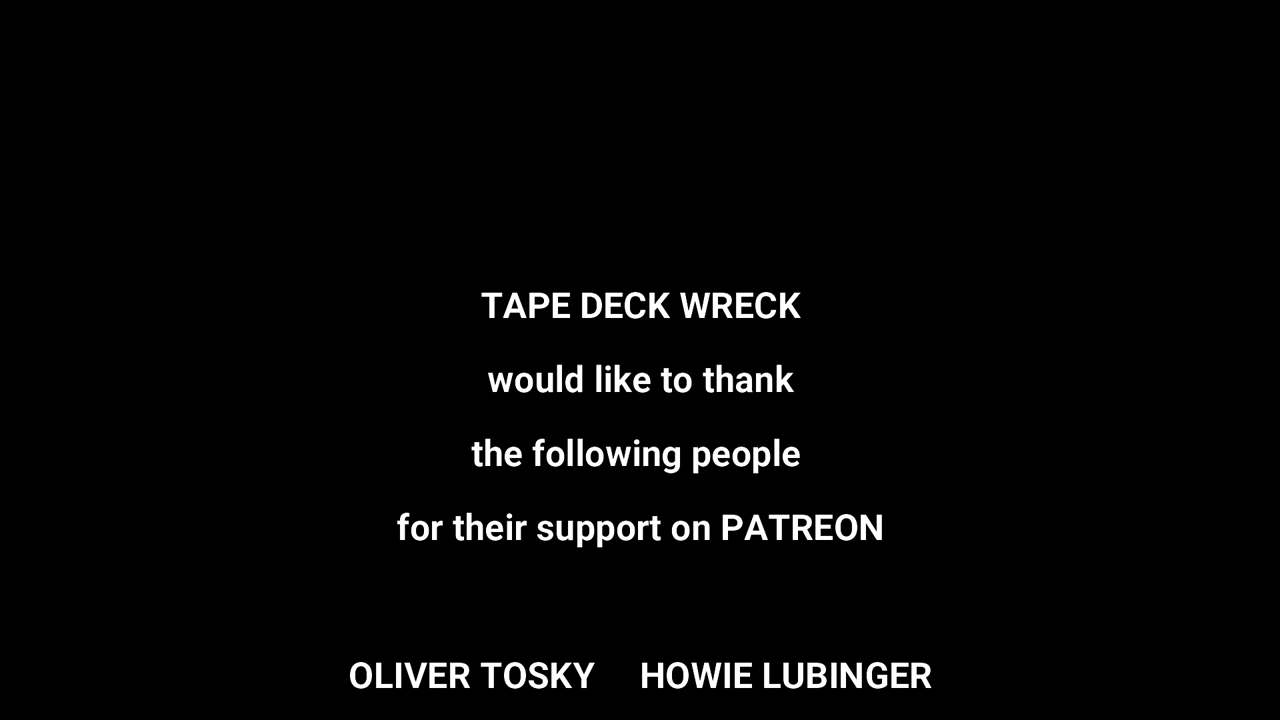 TAPE DECK WRECK
would like to thank
the following people
for their support on PATREON
OLIVER TOSKY HOWIE LUBINGER